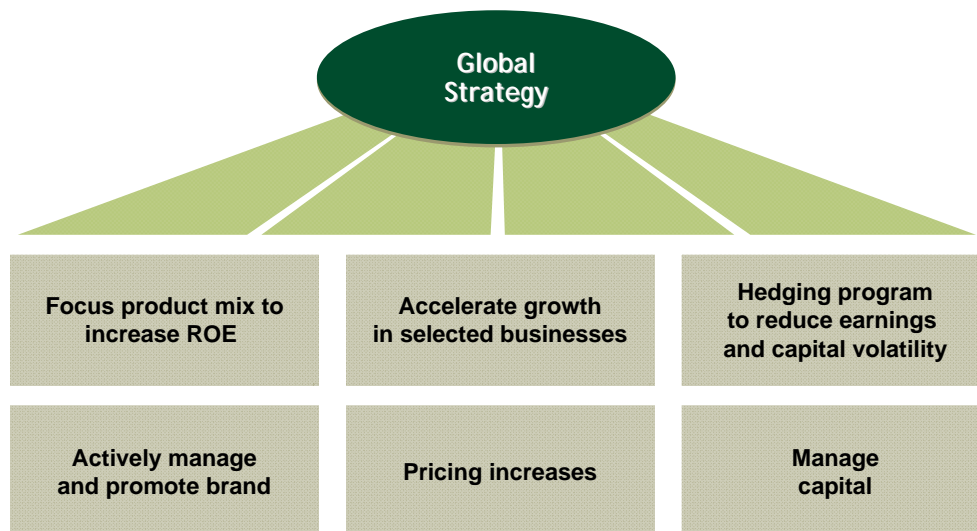 Global
Strategy
Focus product mix to
increase ROE
Accelerate growth
in selected businesses
Hedging program
to reduce earnings
and capital volatility
Actively manage
and promote brand
Pricing increases
Manage
capital